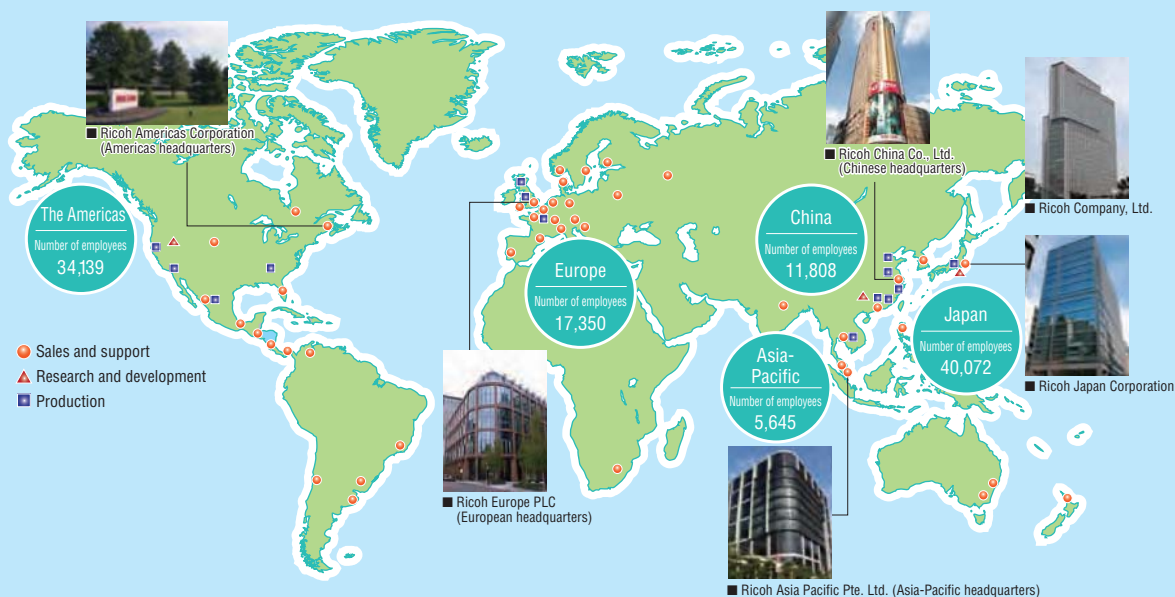 ■ Ricoh Americas Corporation
(Americas headquarters)
■ Ricoh China Co., Ltd.
(Chinese headquarters)
■ Ricoh Company, Ltd.
The Americas
Number of employees
34,139
China
Number of employees
11,808
Europe
Number of employees
17,350
Japan
Number of employees
40,072
Asia-
Pacific
Number of employees
5,645
Sales and support
Research and development
Production
■ Ricoh Japan Corporation
■ Ricoh Europe PLC
(European headquarters)
■ Ricoh Asia Pacific Pte. Ltd. (Asia-Pacific headquarters)